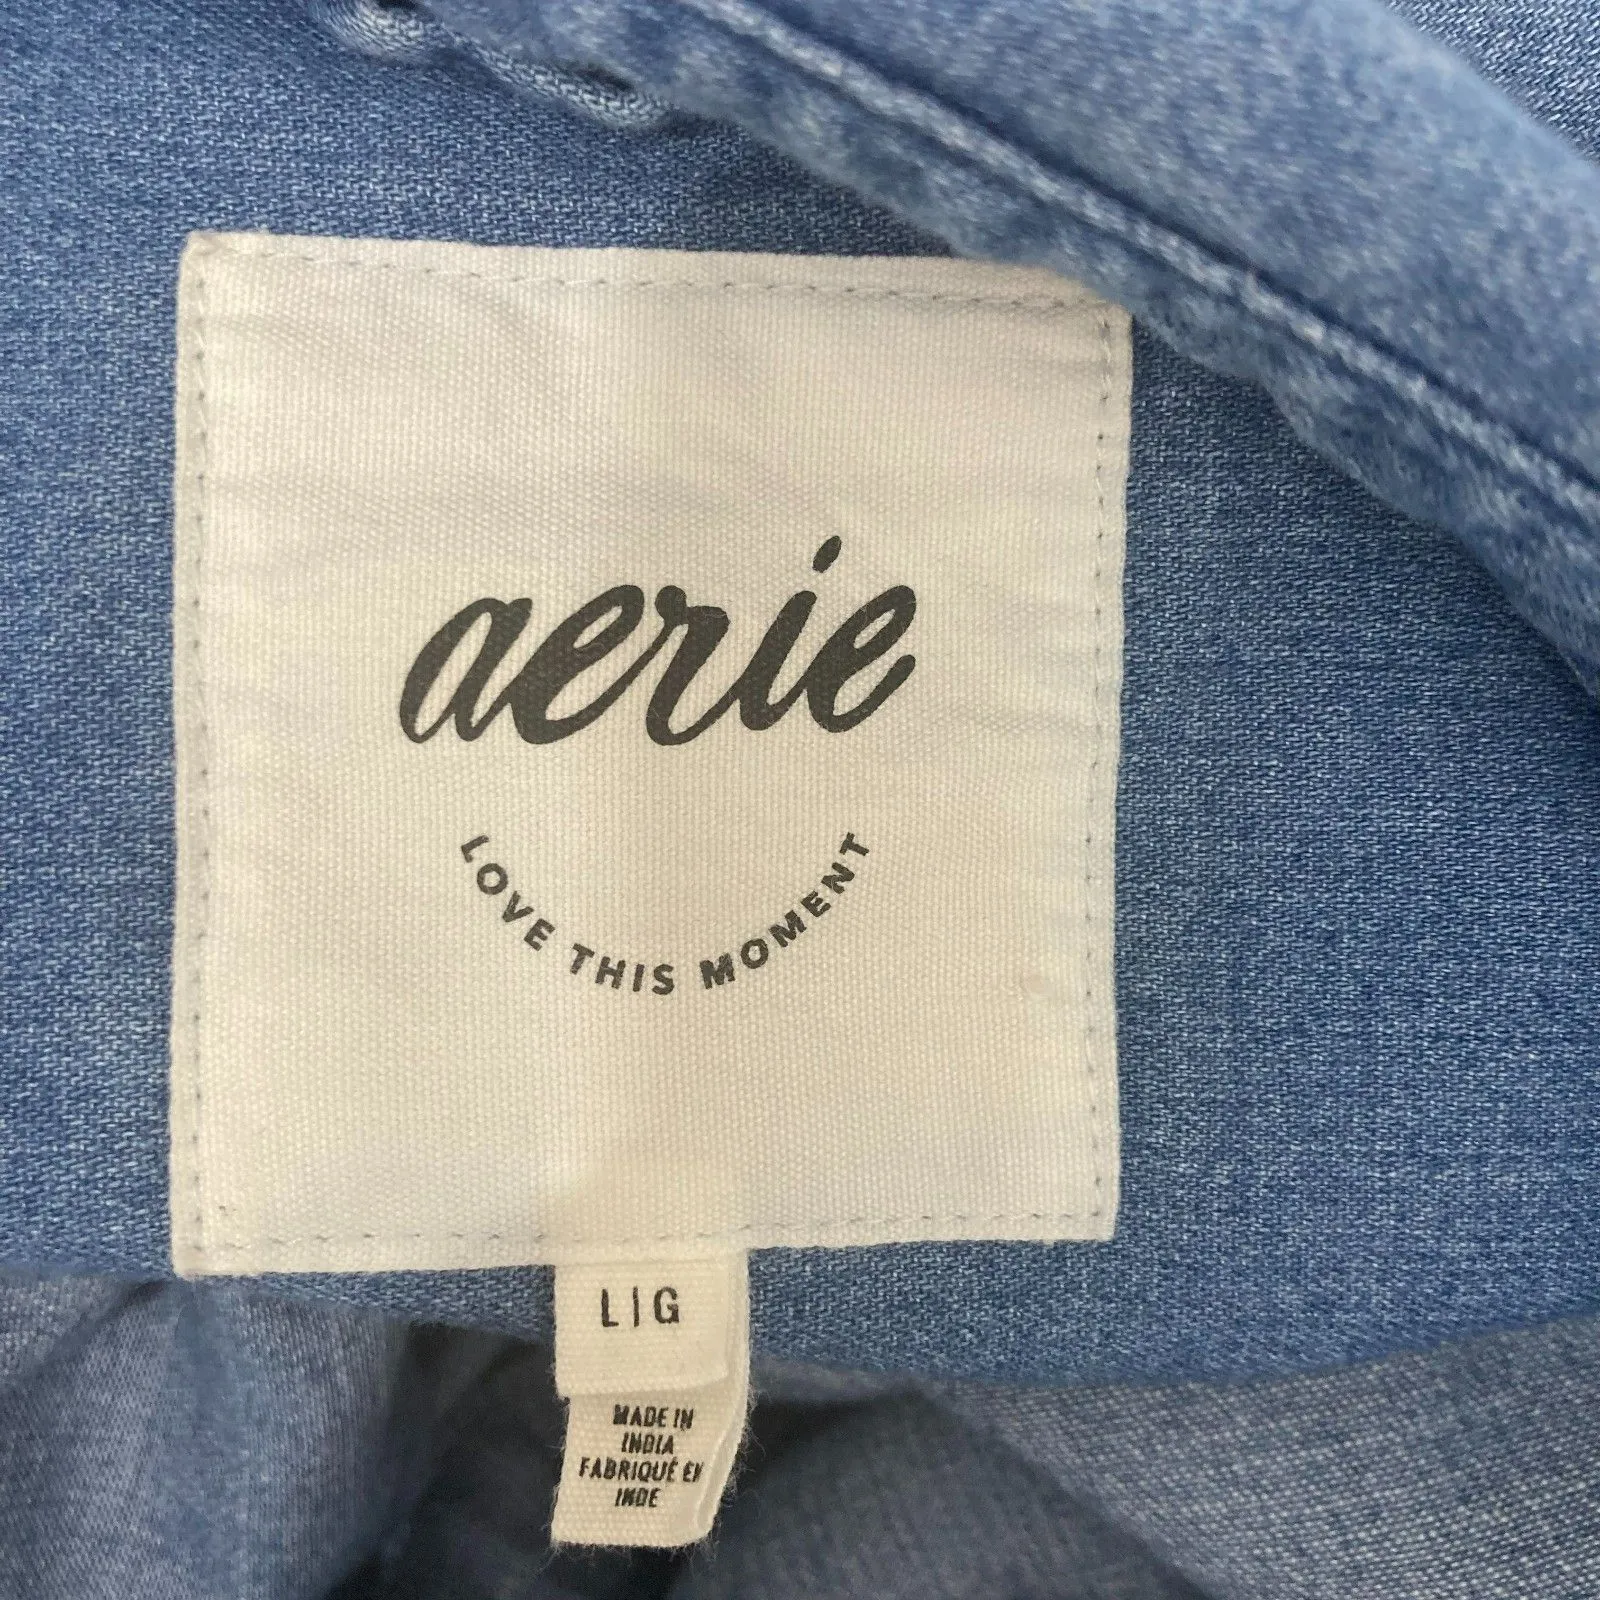 aerie
LOVE THIS MOMENT
L|G
MADE IN
INDIA
FABRIQUÉ EN
INDE